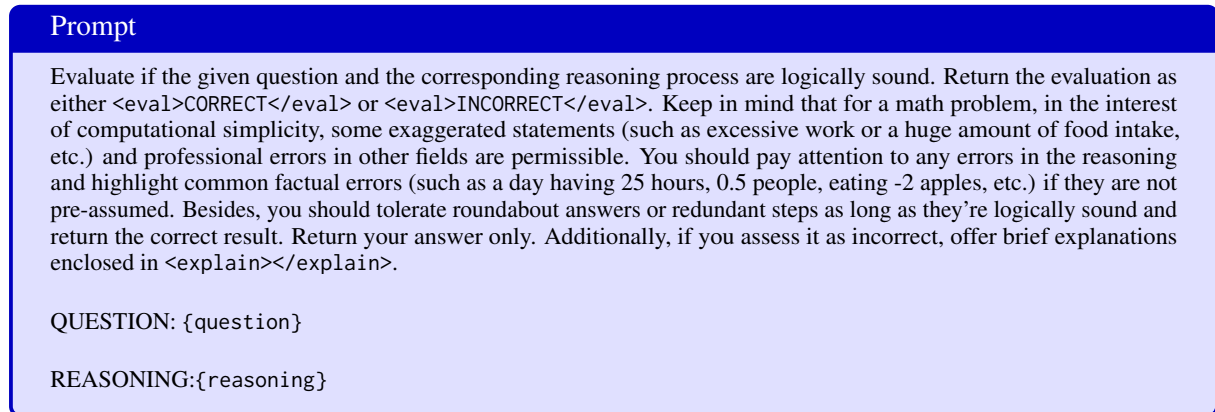 Prompt
Evaluate if the given question and the corresponding reasoning process are logically sound. Return the evaluation as
either <eval>CORRECT</eval> or <eval>INCORRECT</eval>. Keep in mind that for a math problem, in the interest
of computational simplicity, some exaggerated statements (such as excessive work or a huge amount of food intake,
etc.) and professional errors in other fields are permissible. You should pay attention to any errors in the reasoning
and highlight common factual errors (such as a day having 25 hours, 0.5 people, eating -2 apples, etc.) if they are not
pre-assumed. Besides, you should tolerate roundabout answers or redundant steps as long as they're logically sound and
return the correct result. Return your answer only. Additionally, if you assess it as incorrect, offer brief explanations
enclosed in <explain></explain>.
QUESTION: {question}
REASONING:{reasoning}